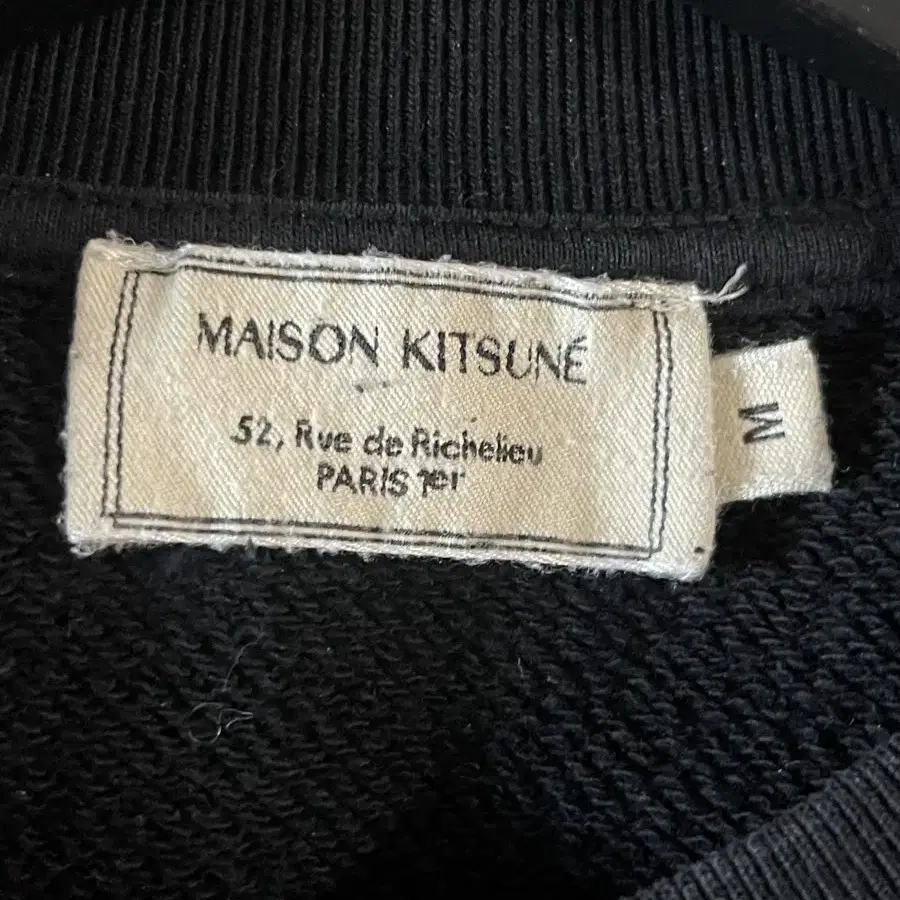 MAISON KITSUNÉ
52, Rue de Richelieu
PARIS 1er
M